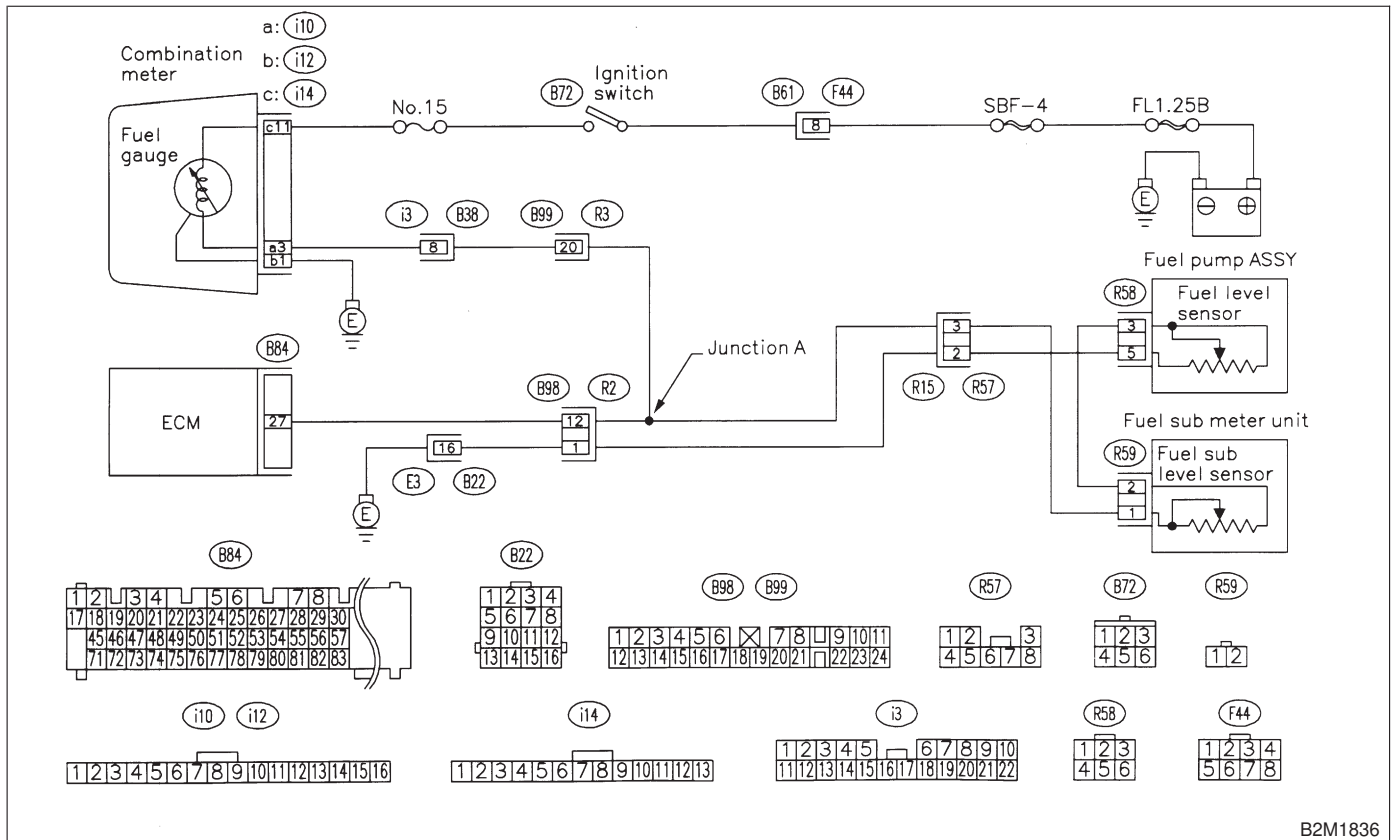 a: i10
Combination
meter
b: i12
c: i14
Fuel
gauge
c11
No.15
B72
Ignition
switch
B61 F44
8
SBF-4
FL1.25B
E
⊖ ⊕
a3
b1
i3 B38
8
B99 R3
20
E
Fuel pump ASSY
R58
Fuel level
sensor
3
5
B84
ECM
27
Junction A
B98 R2
12
1
3
2
R15 R57
E3 B22
16
E
Fuel sub meter unit
R59
Fuel sub
level sensor
2
1
B84
1 2 3 4 5 6 7 8
17 18 19 20 21 22 23 24 25 26 27 28 29 30
45 46 47 48 49 50 51 52 53 54 55 56 57
71 72 73 74 75 76 77 78 79 80 81 82 83
B22
1 2 3 4
5 6 7 8
9 10 11 12
13 14 15 16
B98 B99
1 2 3 4 5 6 7 8 9 10 11
12 13 14 15 16 17 18 19 20 21 22 23 24
R57
1 2 3
4 5 6 7 8
B72
1 2 3
4 5 6
R59
1 2
i10 i12
1 2 3 4 5 6 7 8 9 10 11 12 13 14 15 16
i14
1 2 3 4 5 6 7 8 9 10 11 12 13
i3
1 2 3 4 5 6 7 8 9 10
11 12 13 14 15 16 17 18 19 20 21 22
R58
1 2 3
4 5 6
F44
1 2 3 4
5 6 7 8
B2M1836